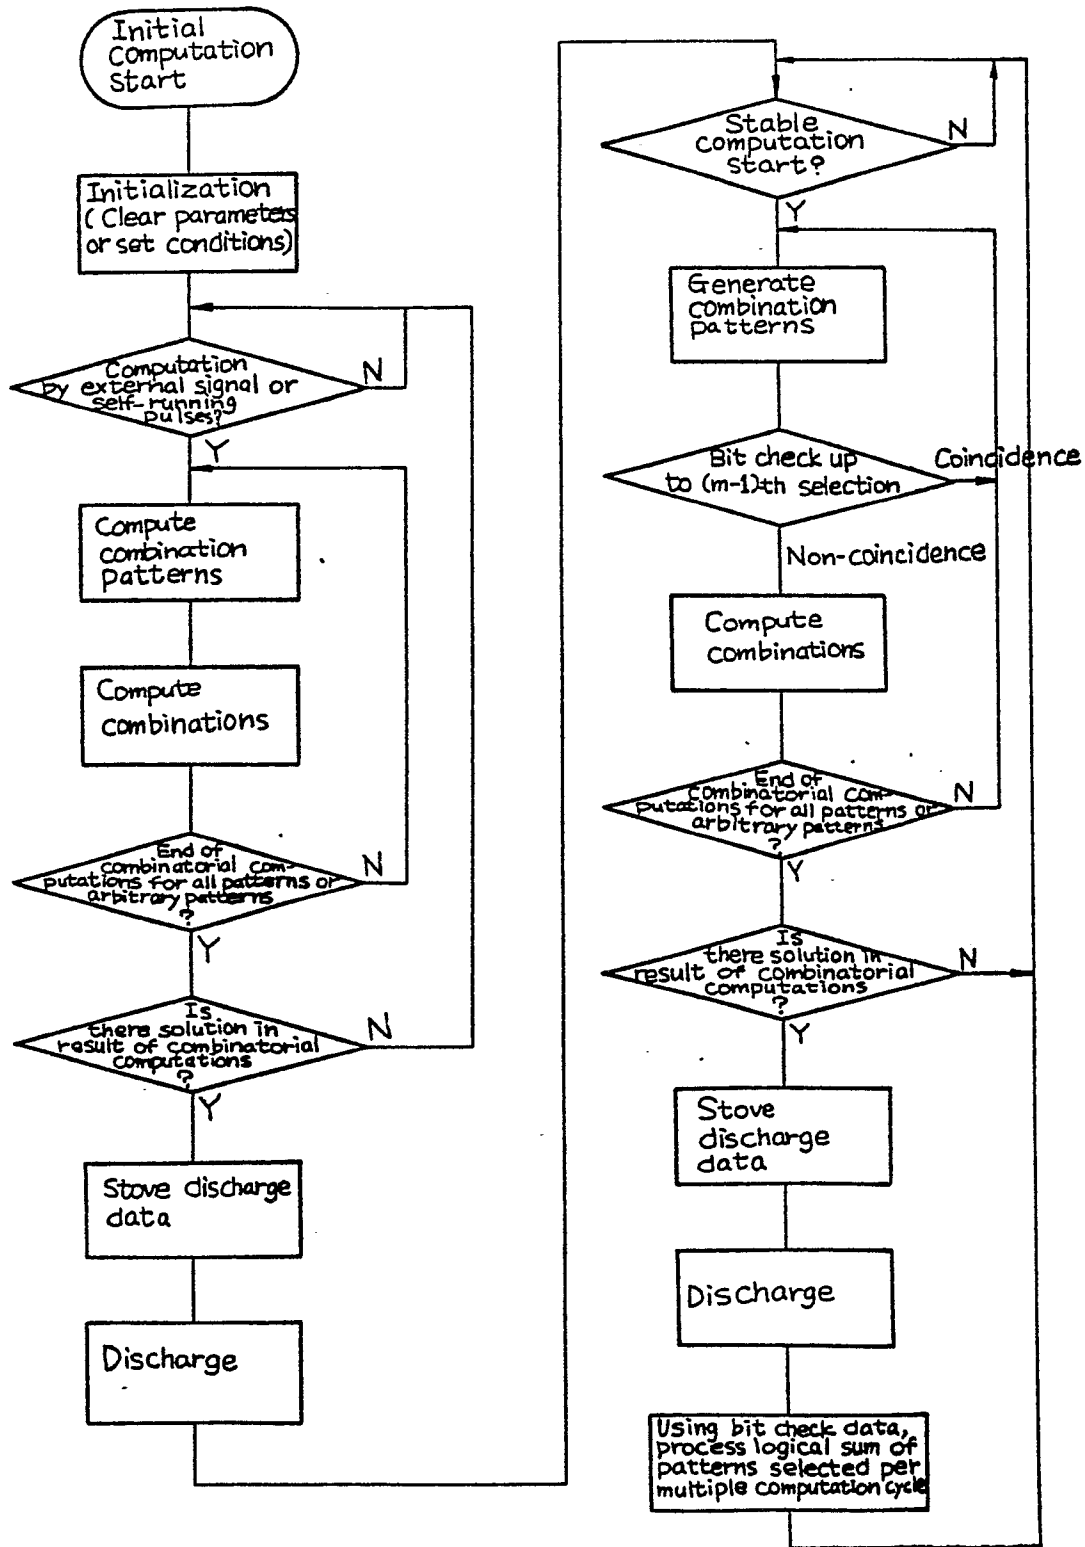 Initial
Computation
Start
Initialization
(Clear parameters
or set conditions)
Computation
by external signal or
self-running
pulses?
N
Y
Compute
combination
patterns
Compute
combinations
End of
combinatorial com-
putations for all patterns or
arbitrary patterns
?
N
Y
Is
there solution in
result of combinatorial
computations
?
N
Y
Stove discharge
data
Discharge
Stable
computation
start?
N
Y
Generate
combination
patterns
Bit check up
to (m-1)-th selection
Coincidence
Non-coincidence
Compute
combinations
End of
combinatorial com-
putations for all patterns or
arbitrary patterns
?
N
Y
Is
there solution in
result of combinatorial
computations
?
N
Y
Stove
discharge
data
Discharge
Using bit check data,
process logical sum of
patterns selected per
multiple computation cycle